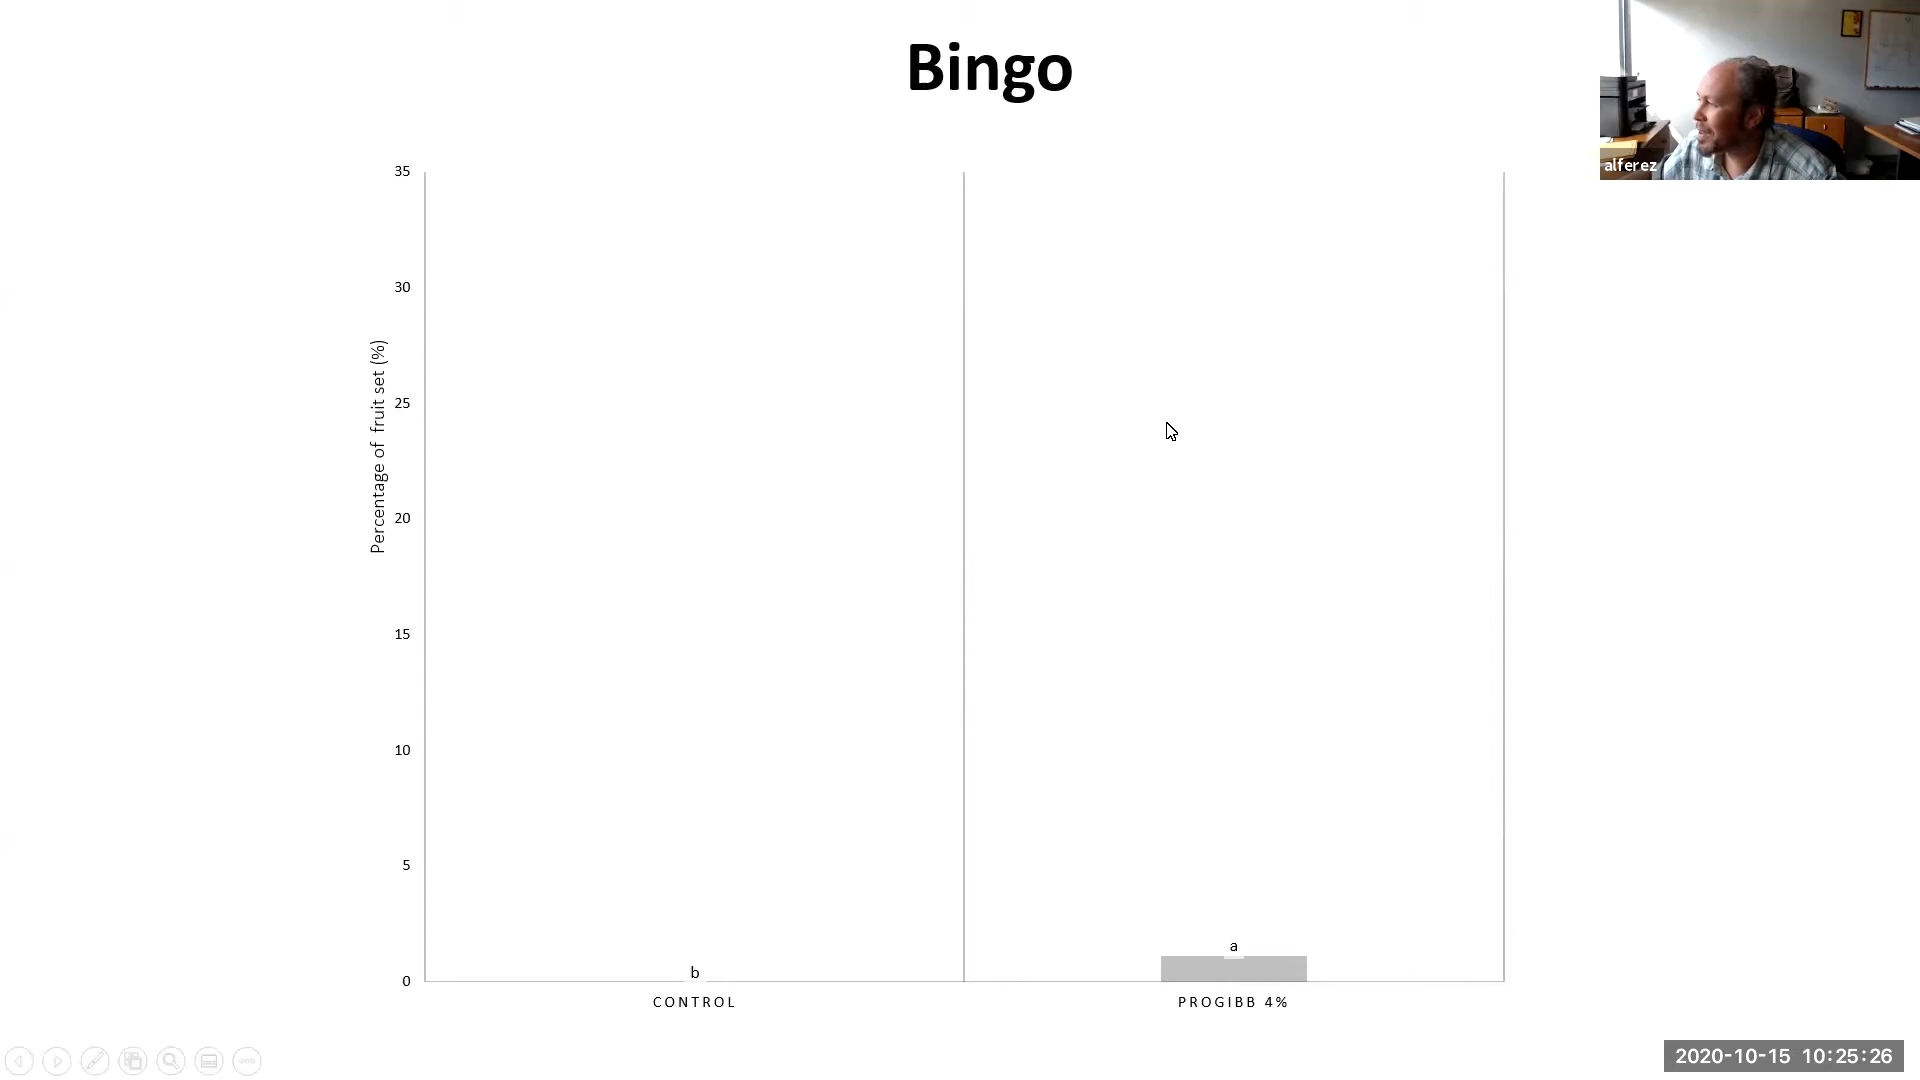 Bingo
alferez
35
30
25
20
15
10
5
0
Percentage of fruit set (%)
b
a
CONTROL
PROGIBB 4%
2020-10-15 10:25:26